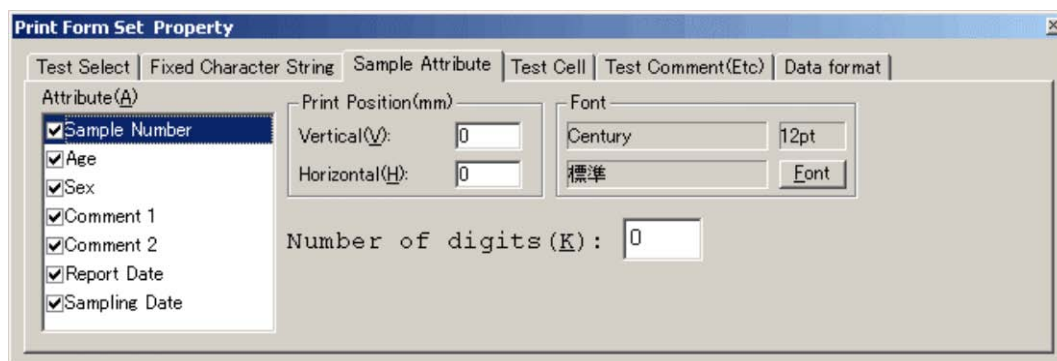 Print Form Set Property
Test Select Fixed Character String Sample Attribute Test Cell Test Comment(Etc) Data format
Attribute(A)
Sample Number
Age
Sex
Comment 1
Comment 2
Report Date
Sampling Date
Print Position(mm)
Vertical(V): 0
Horizontal(H): 0
Font
Century 12pt
標準 Font
Number of digits(K): 0